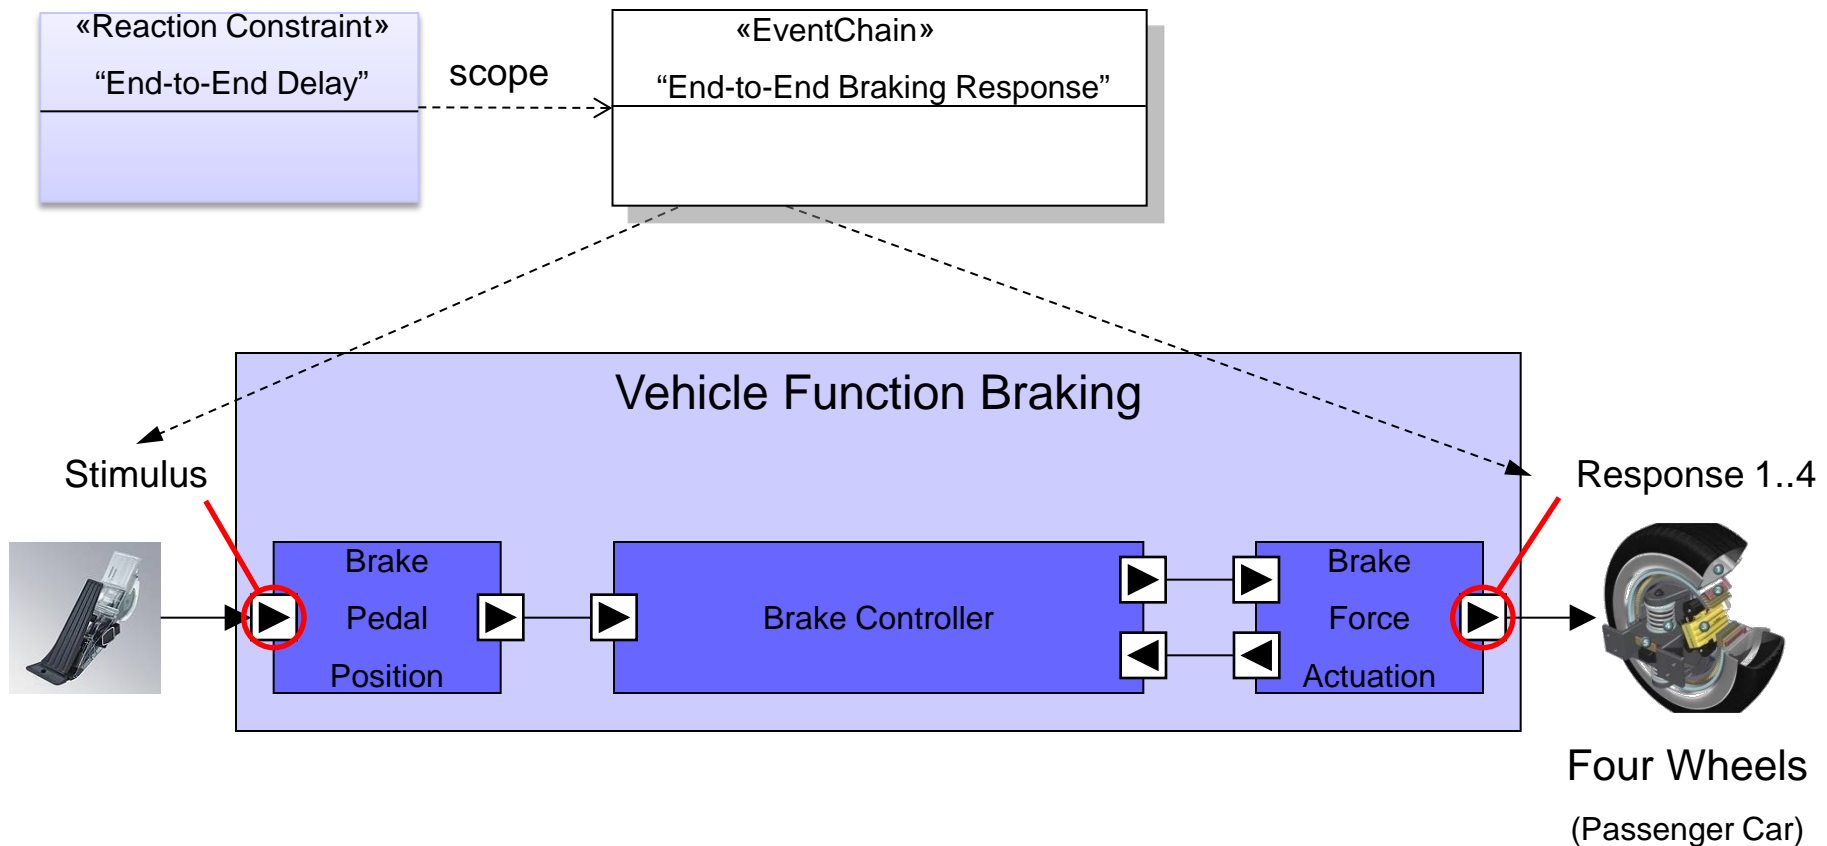 «Reaction Constraint»
“End-to-End Delay”
scope
«EventChain»
“End-to-End Braking Response”
Vehicle Function Braking
Stimulus
Response 1..4
Brake
Pedal
Position
Brake Controller
Brake
Force
Actuation
Four Wheels
(Passenger Car)